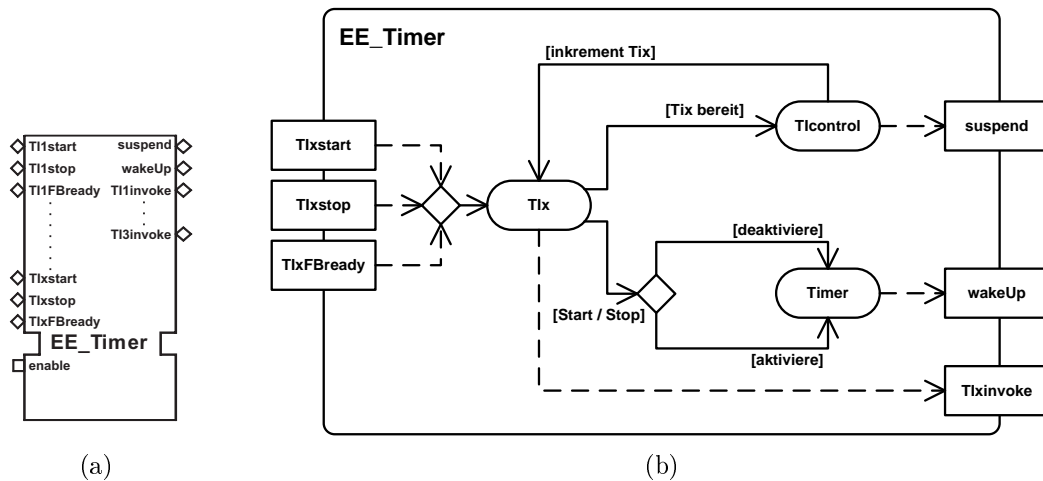 TI1start
TI1stop
TI1FBready
TIxstart
TIxstop
TIxFBready
suspend
wakeUp
TI1invoke
TI3invoke
EE_Timer
enable
(a)
EE_Timer
[inkrement Tix]
[Tix bereit]
TIcontrol
suspend
TIxstart
TIxstop
TIxFBready
TIx
[deaktiviere]
Timer
wakeUp
[Start / Stop]
[aktiviere]
TIxinvoke
(b)